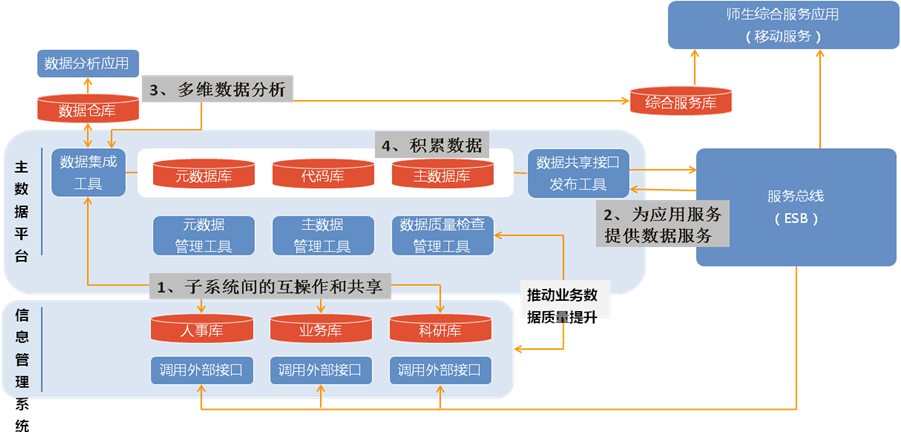 师生综合服务应用
（移动服务）
数据分析应用
3、多维数据分析
数据仓库
综合服务库
4、积累数据
主数据平台
数据集成
工具
元数据库
代码库
主数据库
数据共享接口
发布工具
服务总线
（ESB）
2、为应用服务
提供数据服务
元数据
管理工具
主数据
管理工具
数据质量检查
管理工具
1、子系统间的互操作和共享
推动业务数
据质量提升
信息管理系统
人事库
业务库
科研库
调用外部接口
调用外部接口
调用外部接口